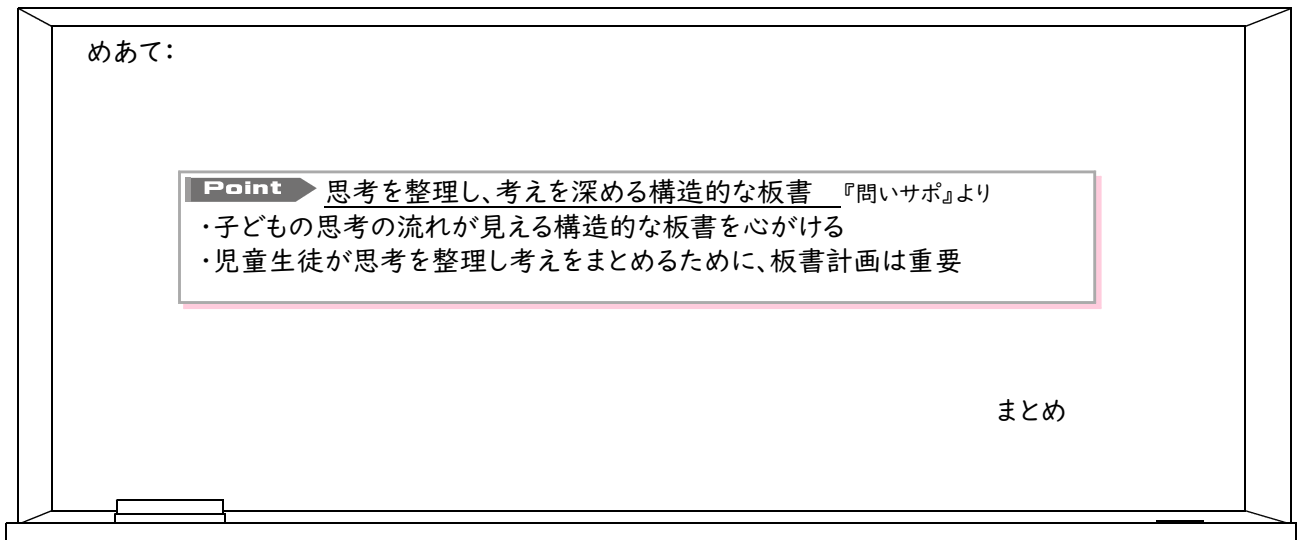 めあて：
Point 思考を整理し、考えを深める構造的な板書　『問いサポ』より
・子どもの思考の流れが見える構造的な板書を心がける
・児童生徒が思考を整理し考えをまとめるために、板書計画は重要
まとめ